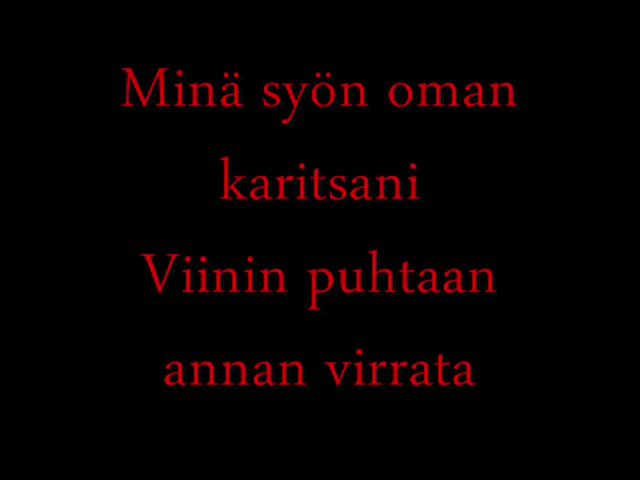 Minä syön oman
karitsani
Viinin puhtaan
annan virrata